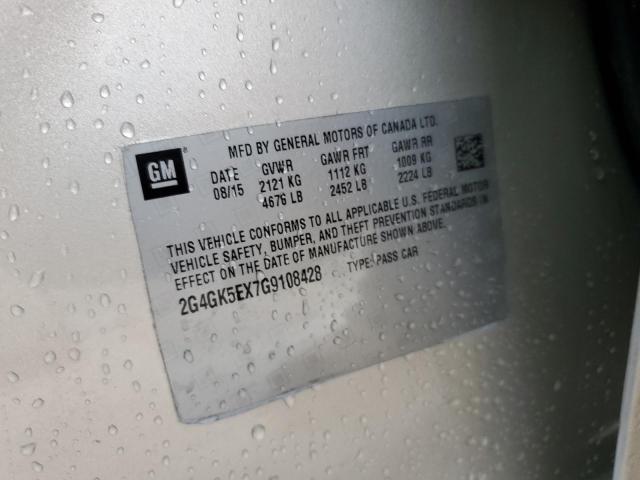 MFD BY GENERAL MOTORS OF CANADA LTD.
GM
DATE GVWR GAWR FRT GAWR RR
08/15 2121 KG 1112 KG 1009 KG
4676 LB 2452 LB 2224 LB
THIS VEHICLE CONFORMS TO ALL APPLICABLE U.S. FEDERAL MOTOR
VEHICLE SAFETY, BUMPER, AND THEFT PREVENTION STANDARDS IN
EFFECT ON THE DATE OF MANUFACTURE SHOWN ABOVE.
2G4GK5EX7G9108428 TYPE: PASS CAR